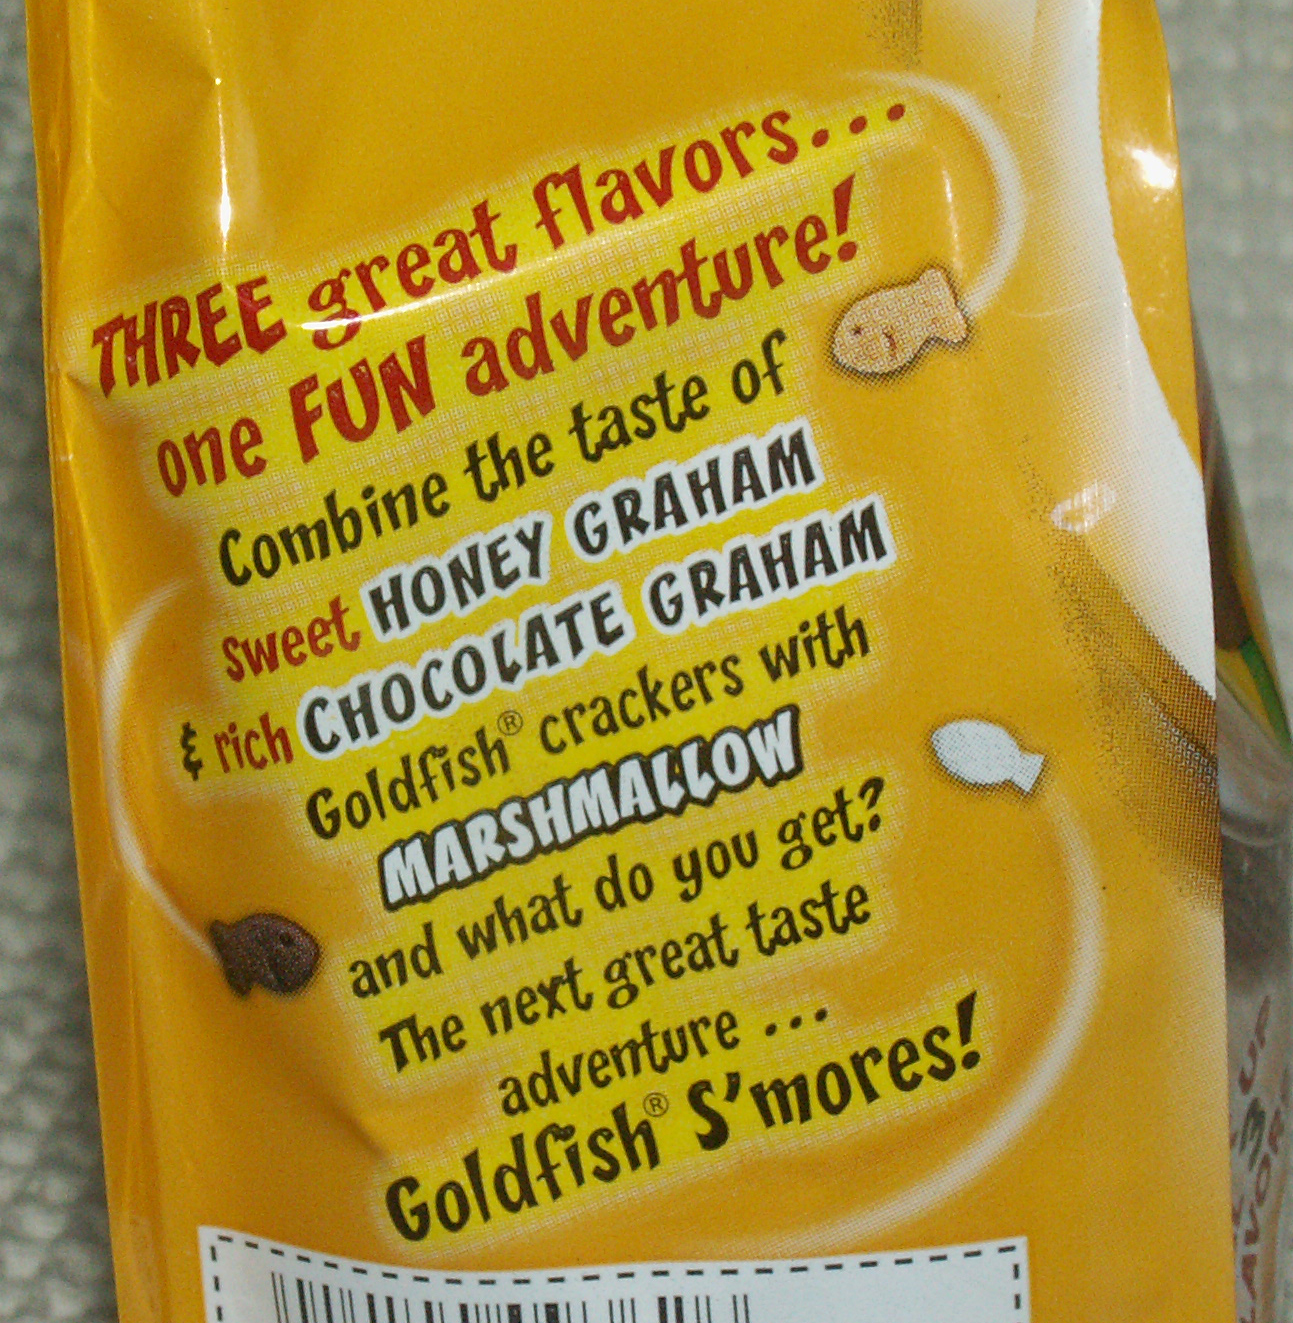 THREE great flavors...
one FUN adventure!
Combine the taste of
sweet HONEY GRAHAM
& rich CHOCOLATE GRAHAM
Goldfish® crackers with
MARSHMALLOW
and what do you get?
The next great taste
adventure ...
Goldfish® S'mores!